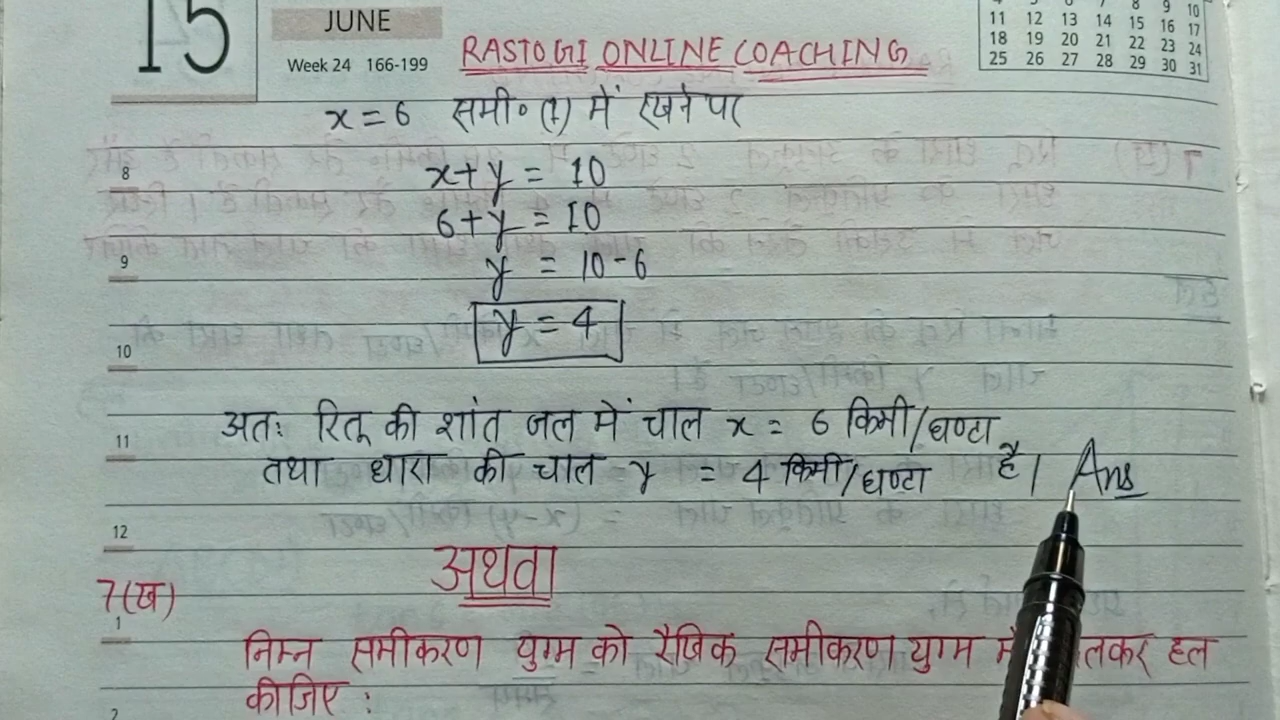 15
JUNE
Week 24 166-199
9 10
11 12 13 14 15 16 17
18 19 20 21 22 23 24
25 26 27 28 29 30 31
RASTOGI ONLINE COACHING
x = 6 समी० (1) में रखने पर
8
x + y = 10
6 + y = 10
9
y = 10 - 6
y = 4
10
11
अतः रितू की शांत जल में चाल x = 6 किमी/घण्टा
तथा धारा की चाल y = 4 किमी/घण्टा है। Ans
12
अथवा
7(ख)
1
निम्न समीकरण युग्म को रैखिक समीकरण युग्म में हल
कीजिए :
2